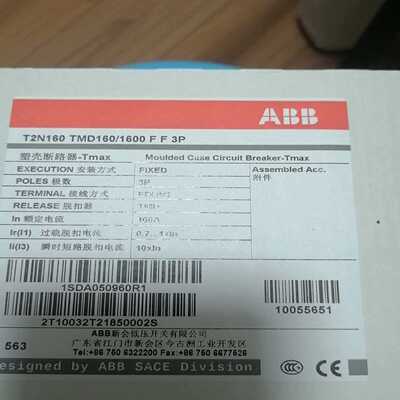 ABB
T2N160 TMD160/1600 F F 3P
塑壳断路器-Tmax Moulded Case Circuit Breaker-Tmax
EXECUTION 安装方式 FIXED Assembled Acc.
附件
POLES 极数 3P
TERMINAL 接线方式
RELEASE 脱扣器
In 额定电流 160A
Ir(I1) 过载脱扣电流 0.7...1xIn
Ii(I3) 瞬时短路脱扣电流 10xIn
1SDA050960R1
2T10032T21850002S
10055651
ABB新会低压开关有限公司
广东省江门市新会区今古洲工业开发区
Tel:+86 750 6322200 Fax:+86 750 6677626
563
Designed by ABB SACE Division
CCC